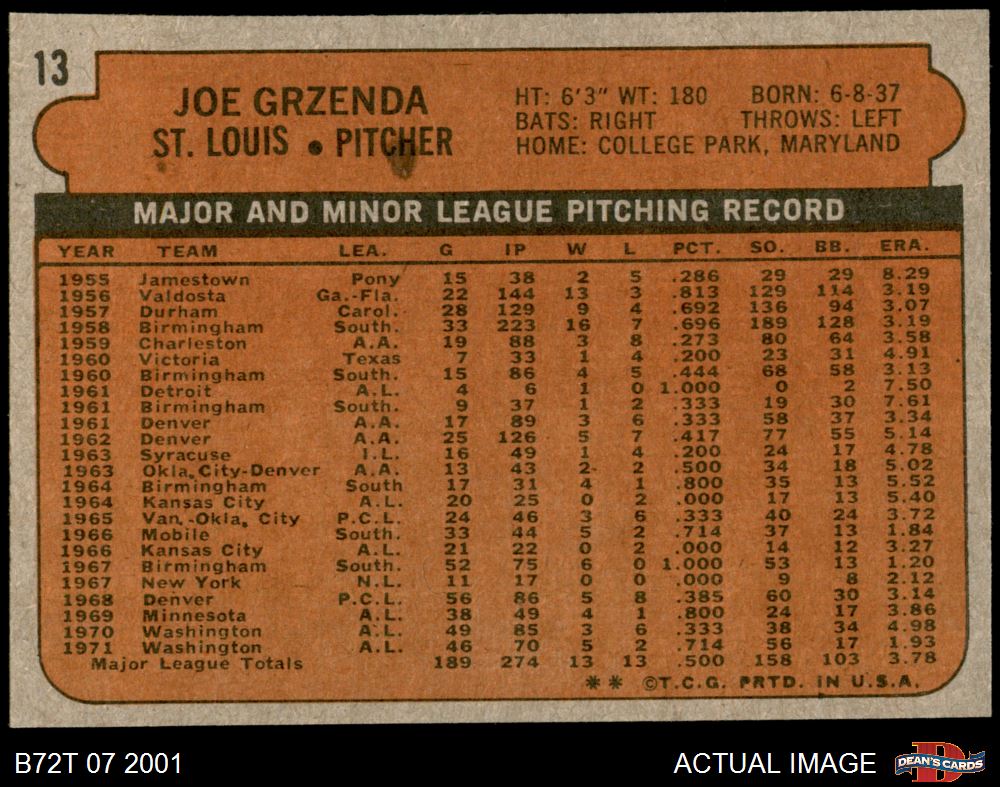 13
JOE GRZENDA
ST. LOUIS • PITCHER
HT: 6'3" WT: 180 BORN: 6-8-37
BATS: RIGHT THROWS: LEFT
HOME: COLLEGE PARK, MARYLAND
MAJOR AND MINOR LEAGUE PITCHING RECORD
YEAR TEAM LEA. G IP W L PCT. SO. BB. ERA.
1955 Jamestown Pony 15 38 2 5 .286 29 29 8.29
1956 Valdosta Ga.-Fla. 22 144 13 3 .813 129 114 3.19
1957 Durham Carol. 28 129 9 4 .692 136 94 3.07
1958 Birmingham South. 33 223 16 7 .696 189 128 3.19
1959 Charleston A.A. 19 88 3 8 .273 80 64 3.58
1960 Victoria Texas 7 33 1 4 .200 23 31 4.91
1960 Birmingham South. 15 86 4 5 .444 68 58 3.13
1961 Detroit A.L. 4 6 1 0 1.000 0 2 7.50
1961 Birmingham South. 9 37 1 2 .333 19 30 7.61
1961 Denver A.A. 17 89 3 6 .333 58 37 3.34
1962 Denver A.A. 25 126 5 7 .417 77 55 5.14
1963 Syracuse I.L. 16 49 1 4 .200 24 17 4.78
1963 Okla. City-Denver A.A. 13 43 2 2 .500 34 18 5.02
1964 Birmingham South 17 31 4 1 .800 35 13 5.52
1964 Kansas City A.L. 20 25 0 2 .000 17 13 5.40
1965 Van.-Okla. City P.C.L. 24 46 3 6 .333 40 24 3.72
1966 Mobile South. 33 44 5 2 .714 37 13 1.84
1966 Kansas City A.L. 21 22 0 2 .000 14 12 3.27
1967 Birmingham South. 52 75 6 0 1.000 53 13 1.20
1967 New York N.L. 11 17 0 0 .000 9 8 2.12
1968 Denver P.C.L. 56 86 5 8 .385 60 30 3.14
1969 Minnesota A.L. 38 49 4 1 .800 24 17 3.86
1970 Washington A.L. 49 85 3 6 .333 38 34 4.98
1971 Washington A.L. 46 70 5 2 .714 56 17 1.93
Major League Totals 189 274 13 13 .500 158 103 3.78
** ©T.C.G. PRTD. IN U.S.A.
B72T 07 2001
ACTUAL IMAGE
DEAN'S CARDS